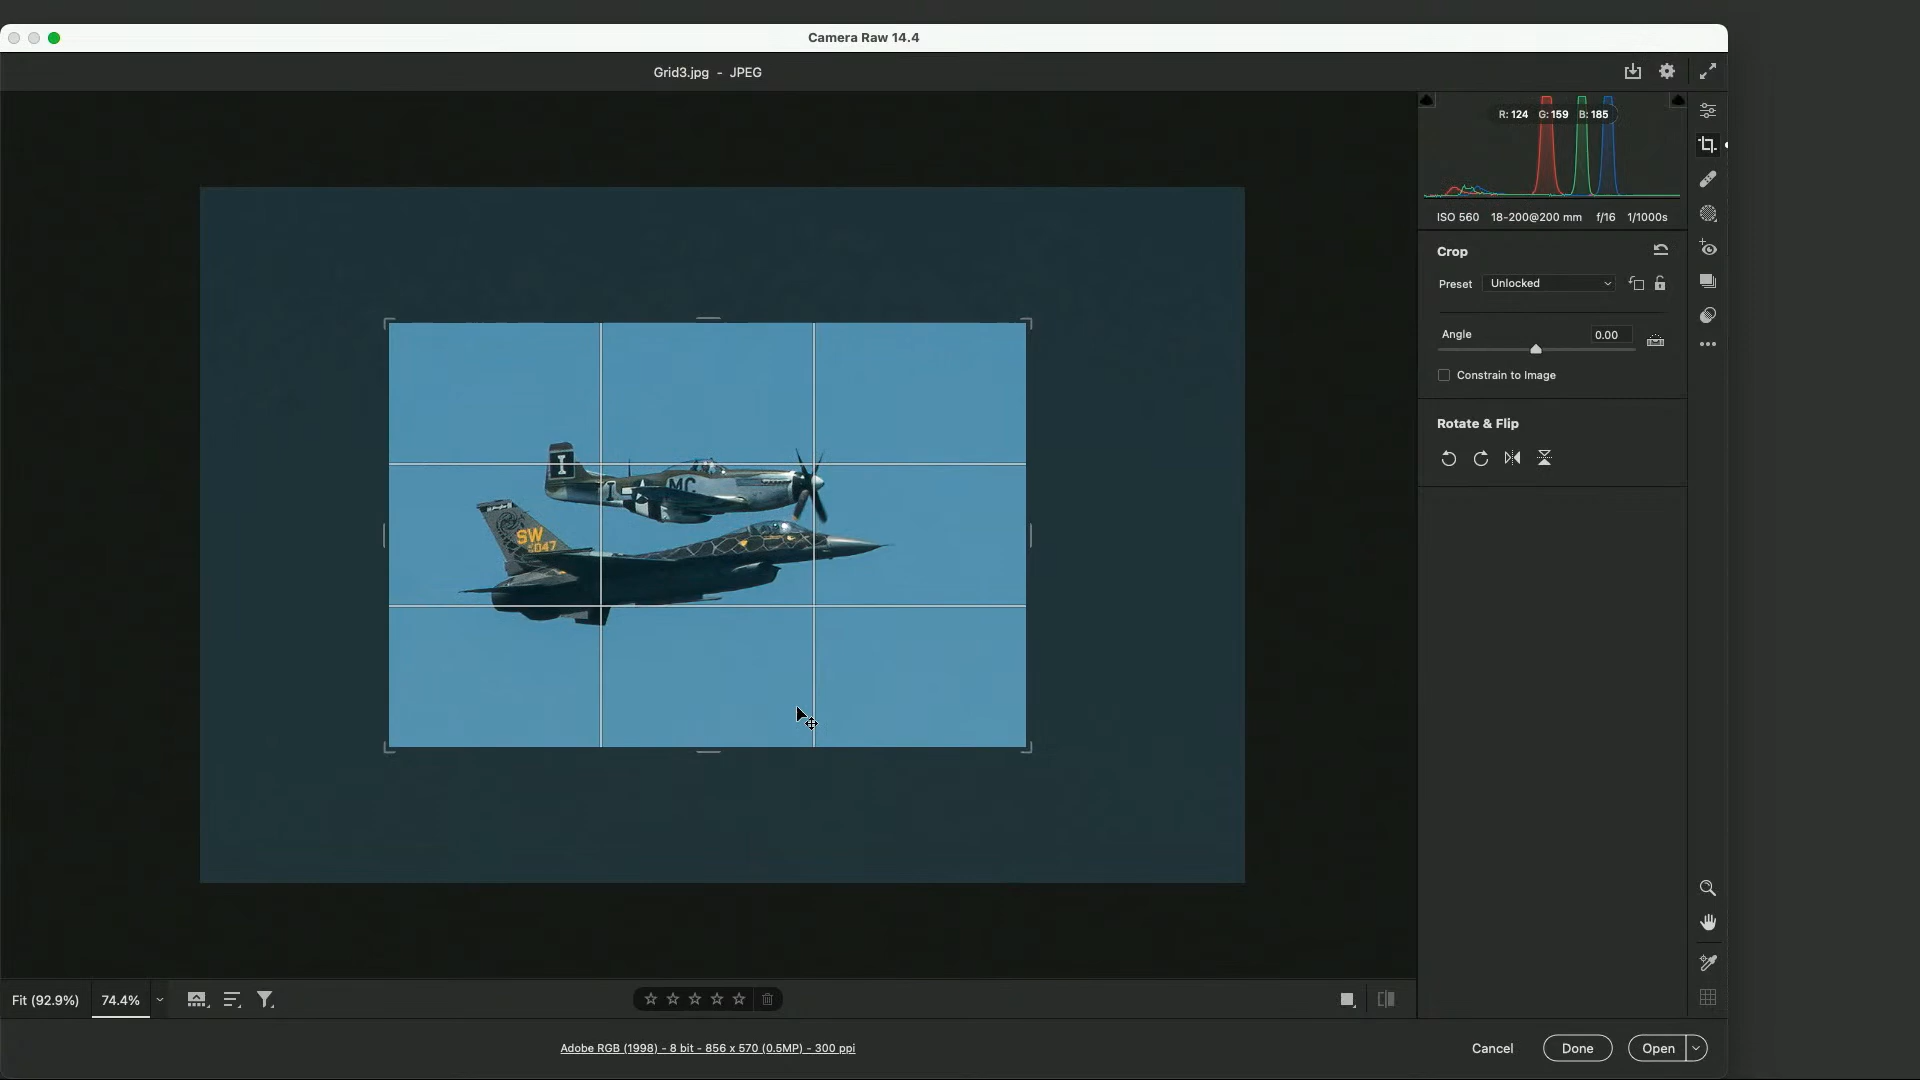 Camera Raw 14.4
Grid3.jpg - JPEG
R: 124 G: 159 B: 185
ISO 560 18-200@200 mm f/16 1/1000s
Crop
Preset Unlocked
Angle 0.00
Constrain to Image
Rotate & Flip
I
I MC
SW
047
Fit (92.9%) 74.4%
Adobe RGB (1998) - 8 bit - 856 x 570 (0.5MP) - 300 ppi
Cancel Done Open